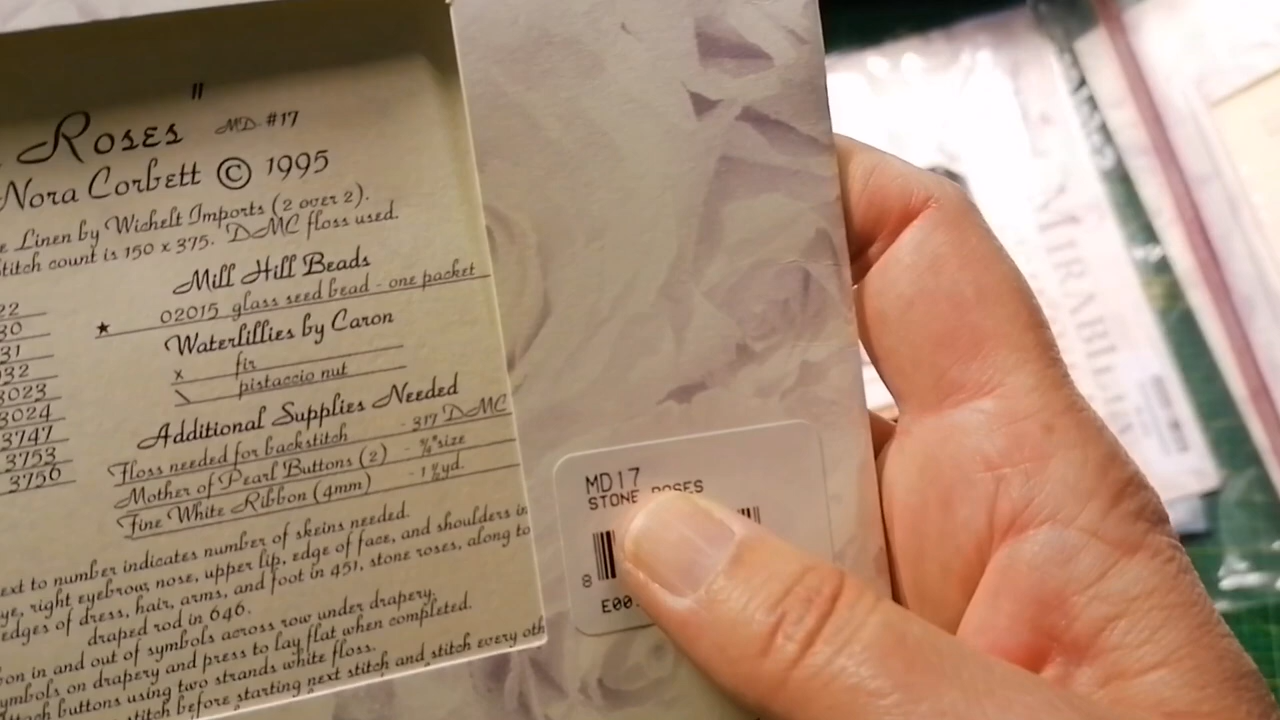 "
Roses" MD #17
Nora Corbett © 1995
Linen by Wichelt Imports (2 over 2).
stitch count is 150 x 375. DMC floss used.
Mill Hill Beads
★ 02015 glass seed bead - one packet
Waterlillies by Caron
x fir
\ pistaccio nut
Additional Supplies Needed
Floss needed for backstitch - 317 DMC
Mother of Pearl Buttons (2) - ¾" size
Fine White Ribbon (4mm)
22
30
31
32
3023
3024
3747
3753
3756
next to number indicates number of skeins needed.
eye, right eyebrow, nose, upper lip, edge of face, and shoulders in
edges of dress, hair, arms, and foot in 451, stone roses, along to
draped rod in 646.
in and out of symbols across row under drapery,
symbols on drapery and press to lay flat when completed.
buttons using two strands white floss.
stitch before starting next stitch and stitch every
MD17
STONE ROSES
8
E00
MIRABILIA